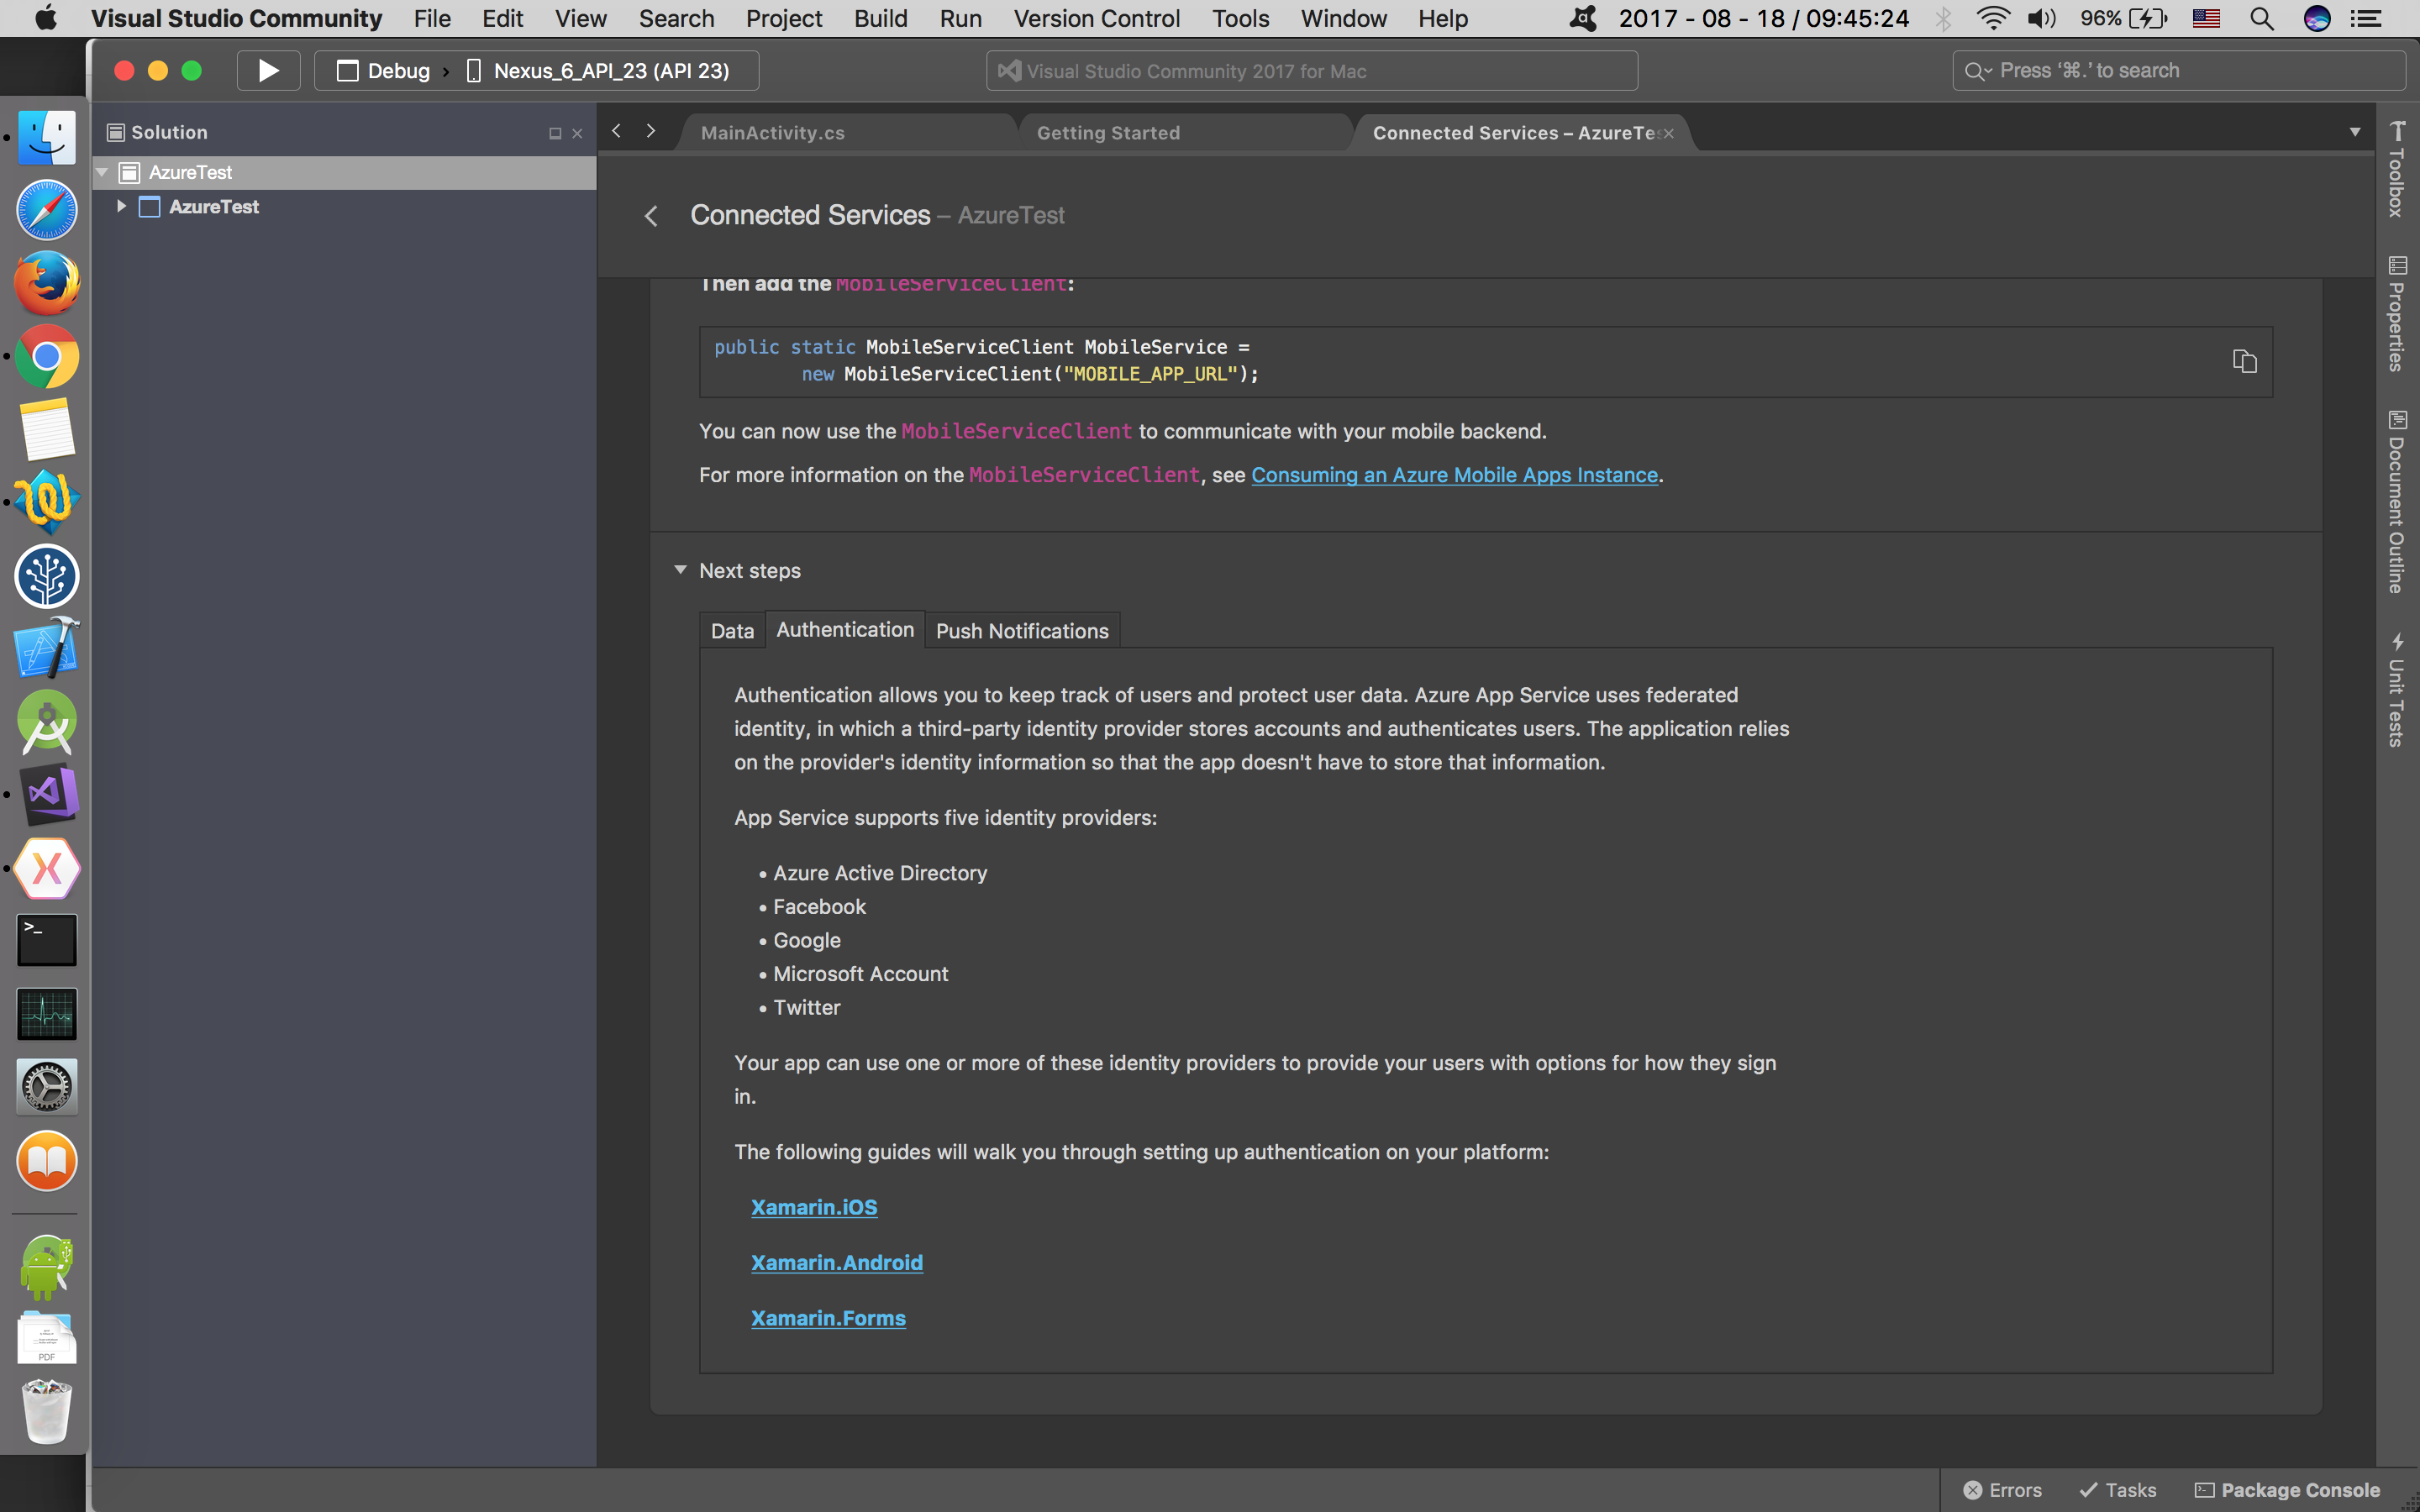 Visual Studio Community File Edit View Search Project Build Run Version Control Tools Window Help 2017 - 08 - 18 / 09:45:24 96%
Debug › Nexus_6_API_23 (API 23) Visual Studio Community 2017 for Mac Press ‘⌘.’ to search
Solution
AzureTest
AzureTest
MainActivity.cs Getting Started Connected Services – AzureTes
Connected Services – AzureTest
Then add the MobileServiceClient:
public static MobileServiceClient MobileService =
new MobileServiceClient("MOBILE_APP_URL");
You can now use the MobileServiceClient to communicate with your mobile backend.
For more information on the MobileServiceClient, see Consuming an Azure Mobile Apps Instance.
Next steps
Data Authentication Push Notifications
Authentication allows you to keep track of users and protect user data. Azure App Service uses federated
identity, in which a third-party identity provider stores accounts and authenticates users. The application relies
on the provider's identity information so that the app doesn't have to store that information.
App Service supports five identity providers:
• Azure Active Directory
• Facebook
• Google
• Microsoft Account
• Twitter
Your app can use one or more of these identity providers to provide your users with options for how they sign
in.
The following guides will walk you through setting up authentication on your platform:
Xamarin.iOS
Xamarin.Android
Xamarin.Forms
Toolbox
Properties
Document Outline
Unit Tests
PDF
Errors Tasks Package Console